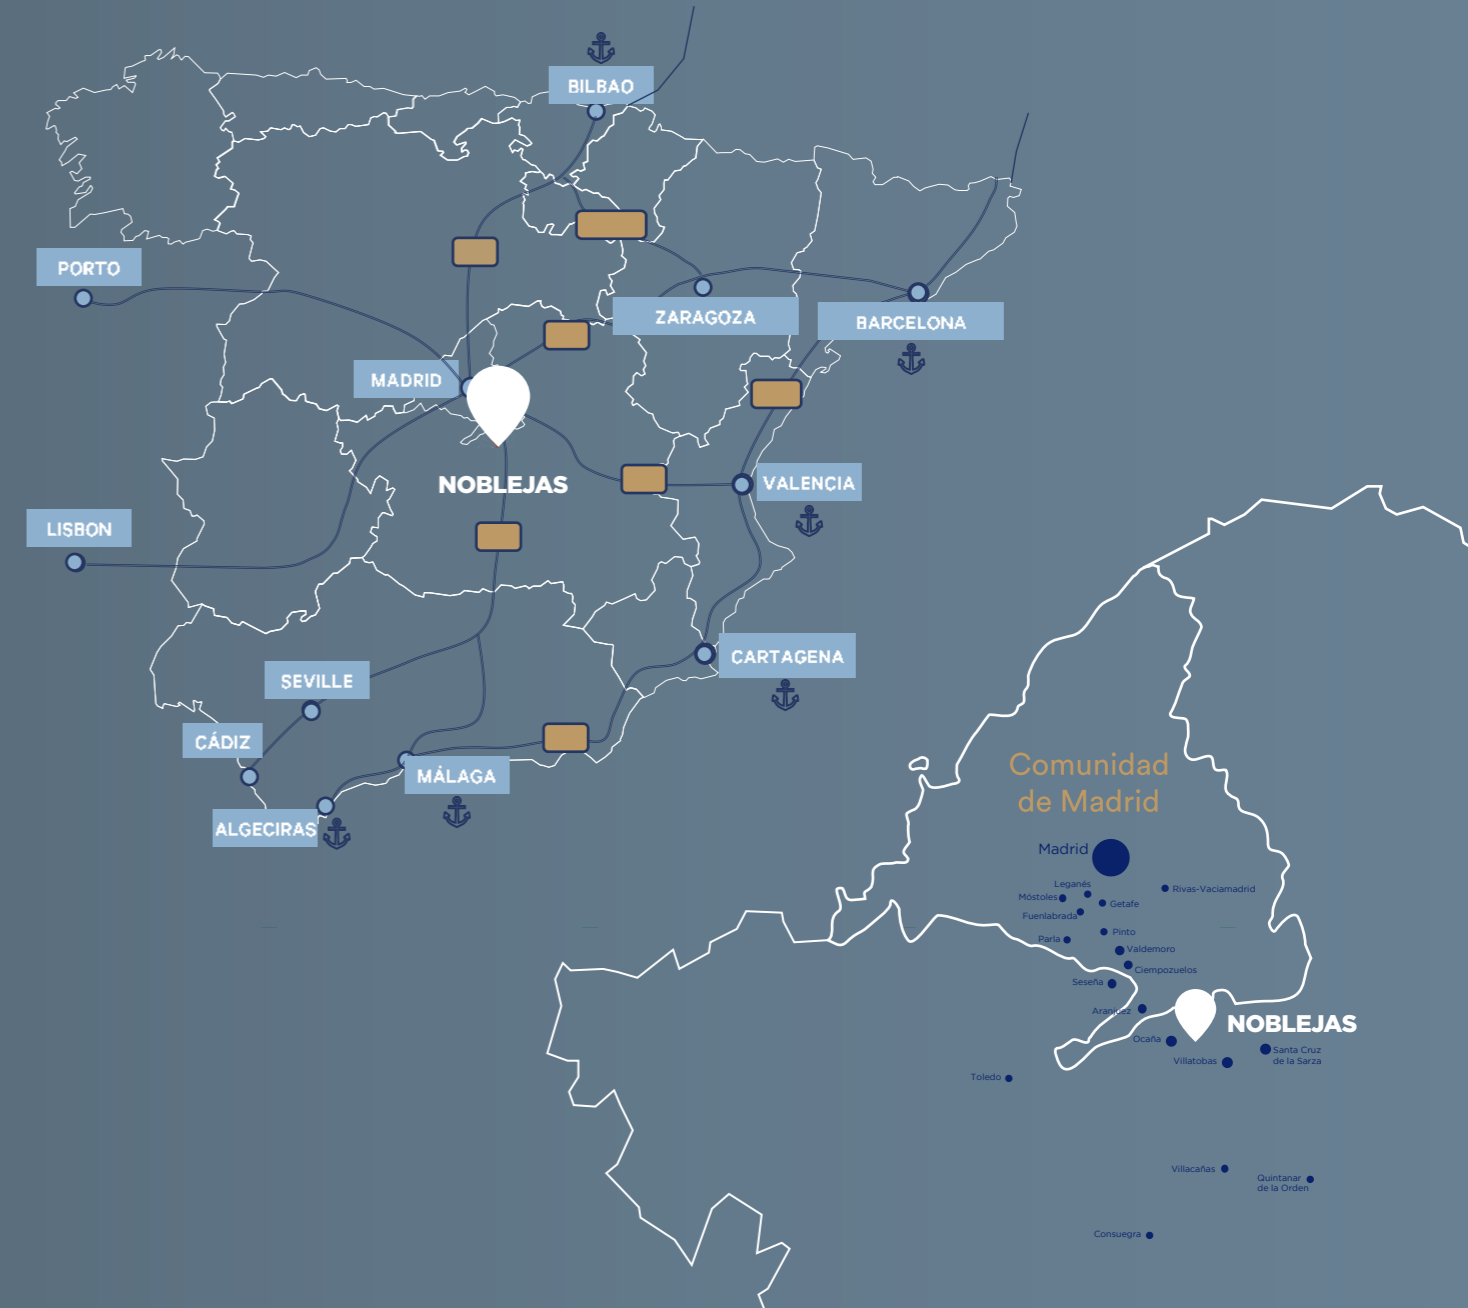 BILBAO
PORTO
ZARAGOZA
BARCELONA
MADRID
NOBLEJAS
VALENCIA
LISBON
CARTAGENA
SEVILLE
CÁDIZ
MÁLAGA
ALGECIRAS
Comunidad
de Madrid
Madrid
Leganés
Rivas-Vaciamadrid
Móstoles
Getafe
Fuenlabrada
Pinto
Parla
Valdemoro
Ciempozuelos
Seseña
Aranjuez
NOBLEJAS
Ocaña
Santa Cruz
de la Sarza
Villatobas
Toledo
Villacañas
Quintanar
de la Orden
Consuegra